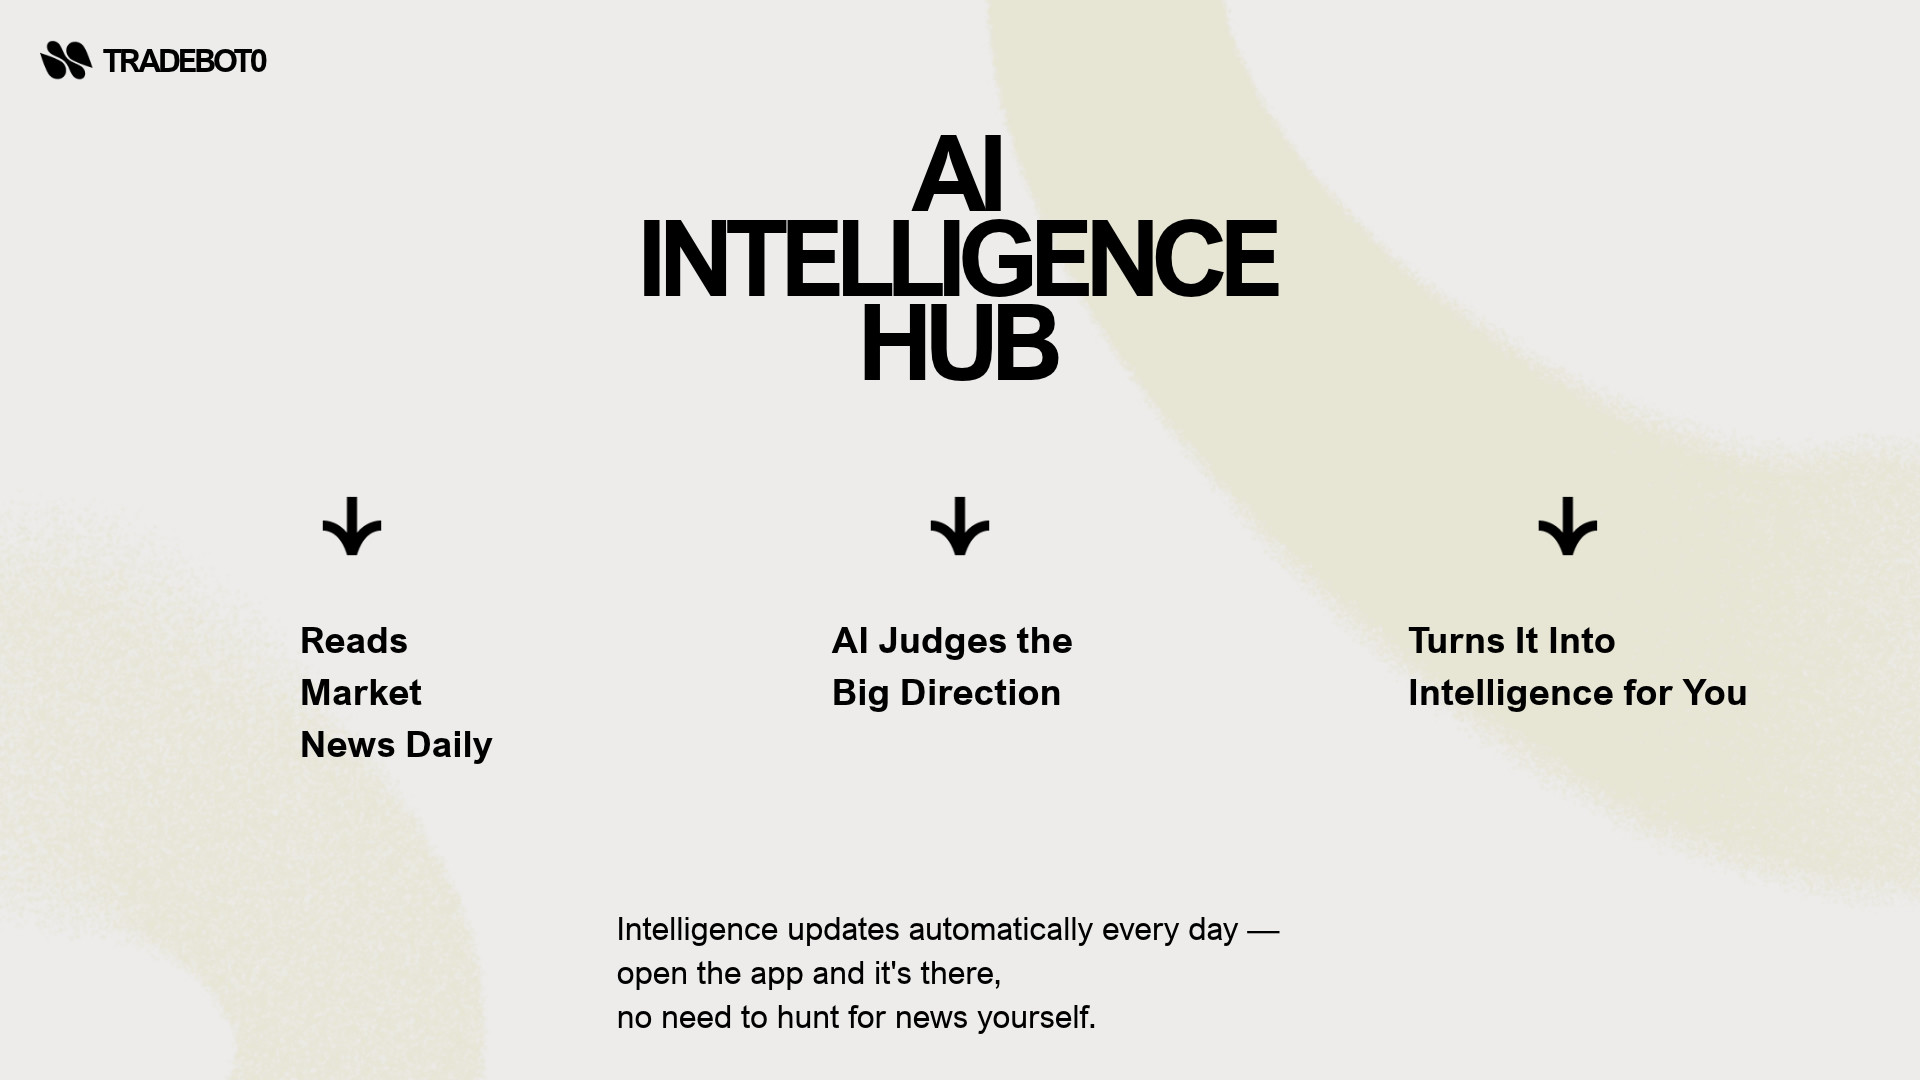 TRADEBOT0
AI
INTELLIGENCE
HUB
Reads
Market
News Daily
AI Judges the
Big Direction
Turns It Into
Intelligence for You
Intelligence updates automatically every day —
open the app and it's there,
no need to hunt for news yourself.